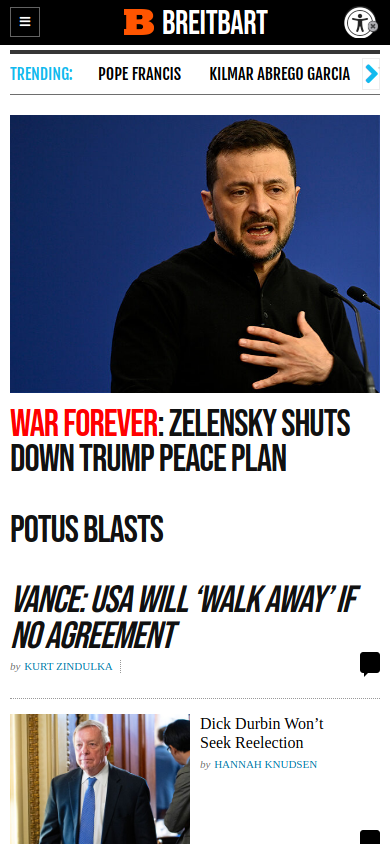 B BREITBART
TRENDING:
POPE FRANCIS
KILMAR ABREGO GARCIA
WAR FOREVER: ZELENSKY SHUTS
DOWN TRUMP PEACE PLAN
POTUS BLASTS
VANCE: USA WILL ‘WALK AWAY’ IF
NO AGREEMENT
by KURT ZINDULKA
Dick Durbin Won’t
Seek Reelection
by HANNAH KNUDSEN